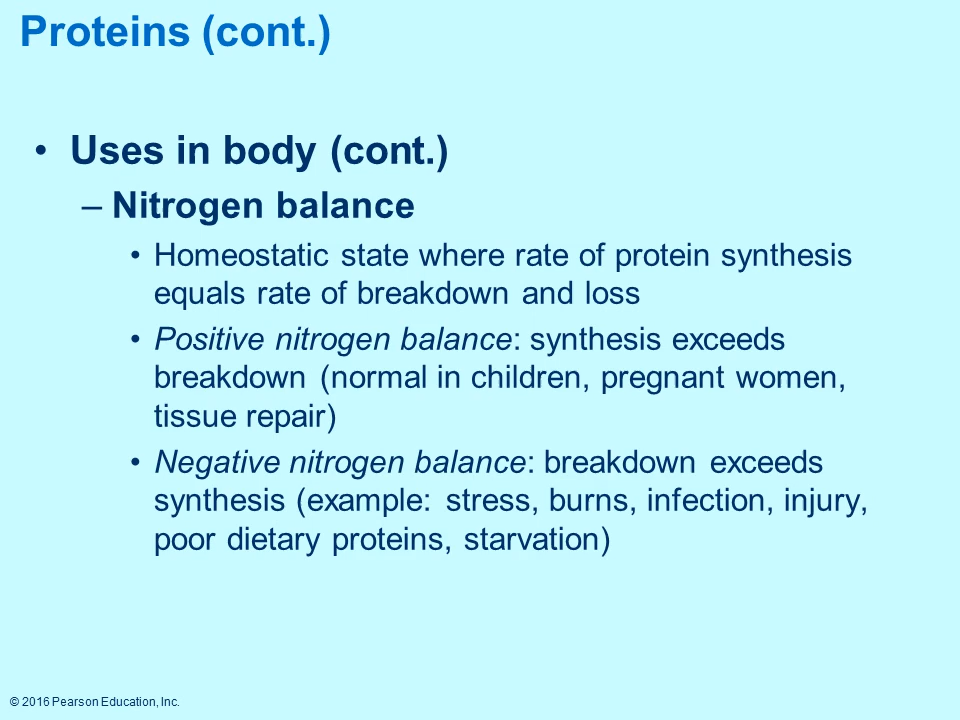 Proteins (cont.)
• Uses in body (cont.)
– Nitrogen balance
• Homeostatic state where rate of protein synthesis
equals rate of breakdown and loss
• Positive nitrogen balance: synthesis exceeds
breakdown (normal in children, pregnant women,
tissue repair)
• Negative nitrogen balance: breakdown exceeds
synthesis (example: stress, burns, infection, injury,
poor dietary proteins, starvation)
© 2016 Pearson Education, Inc.